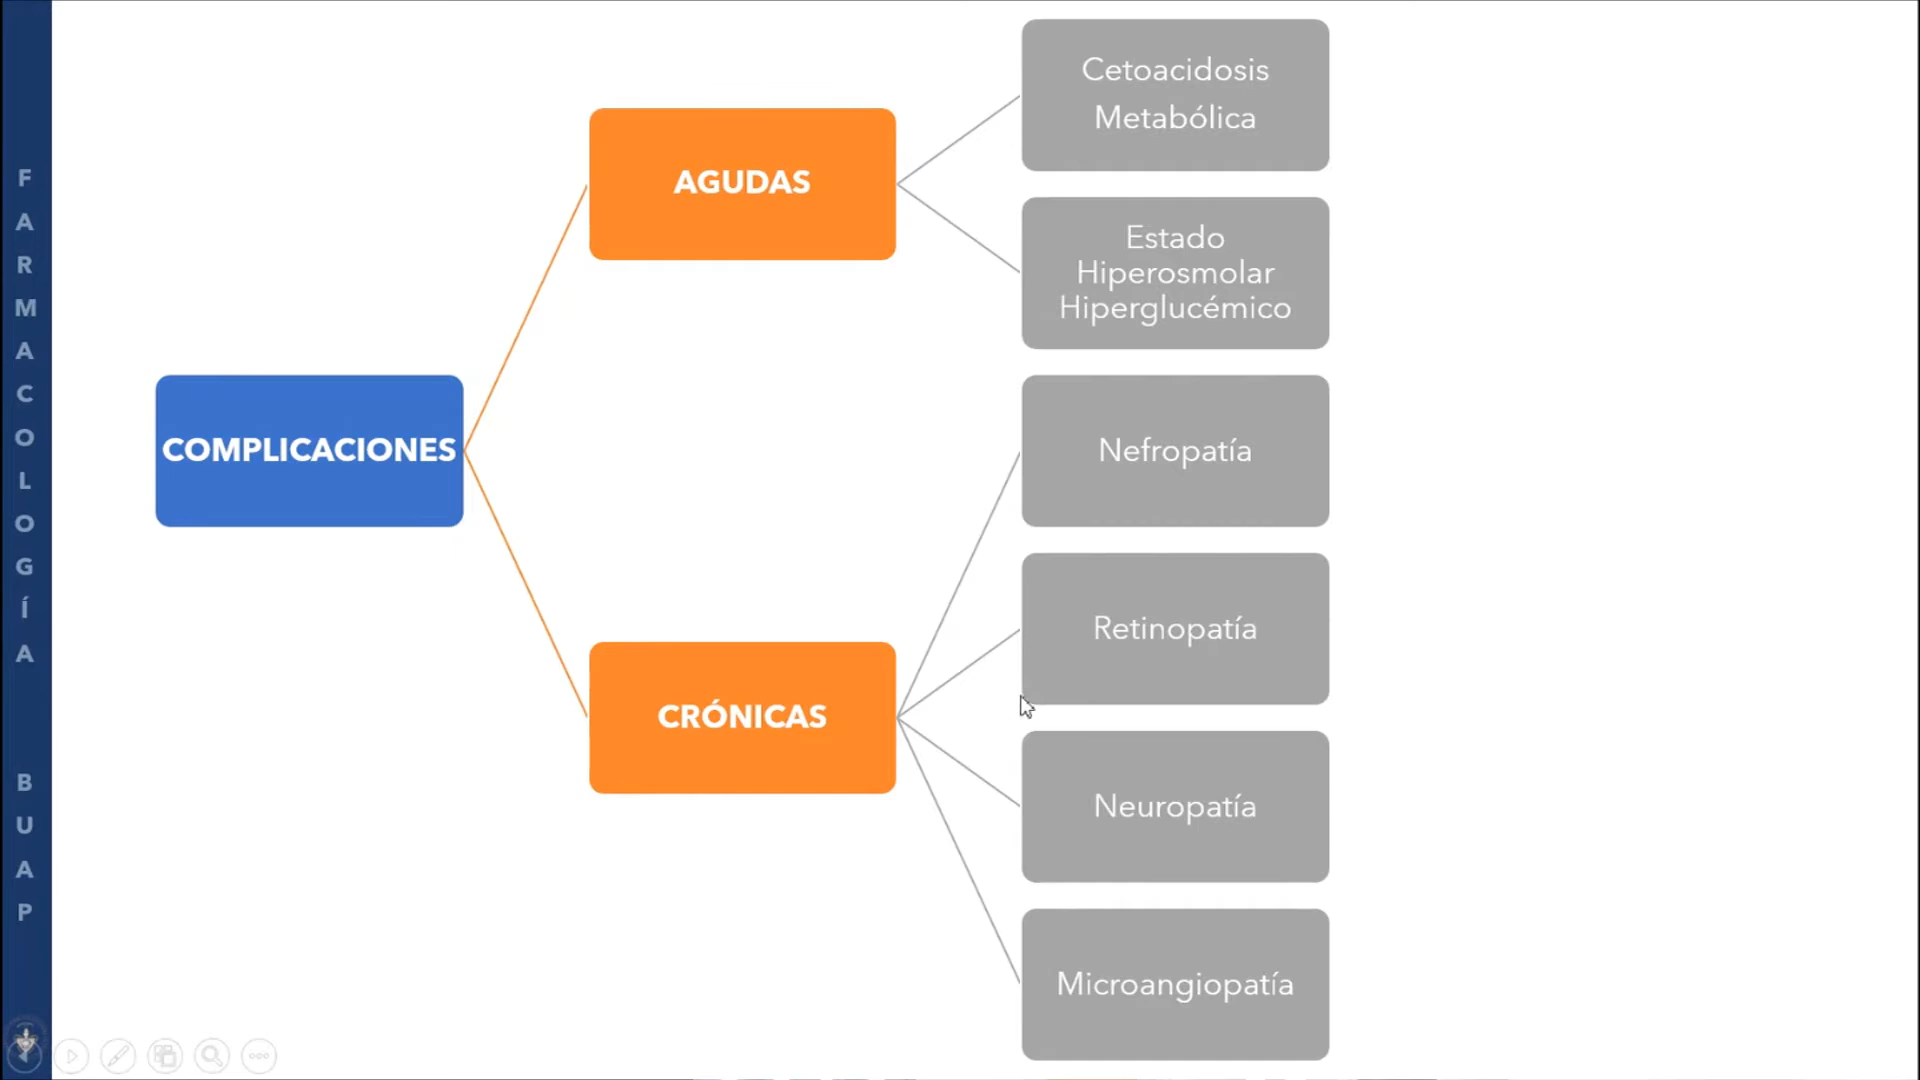 FARMACOLOGÍA BUAP
COMPLICACIONES
AGUDAS
Cetoacidosis
Metabólica
Estado
Hiperosmolar
Hiperglucémico
CRÓNICAS
Nefropatía
Retinopatía
Neuropatía
Microangiopatía